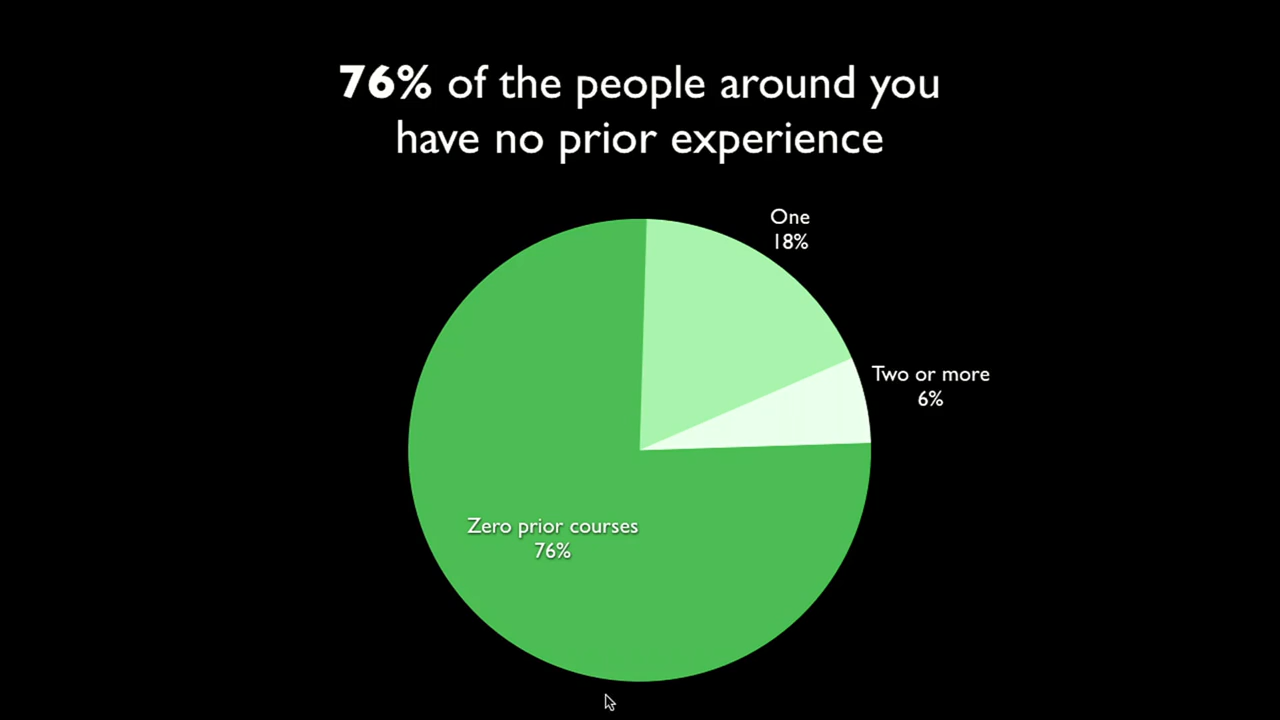 76% of the people around you
have no prior experience
One
18%
Two or more
6%
Zero prior courses
76%